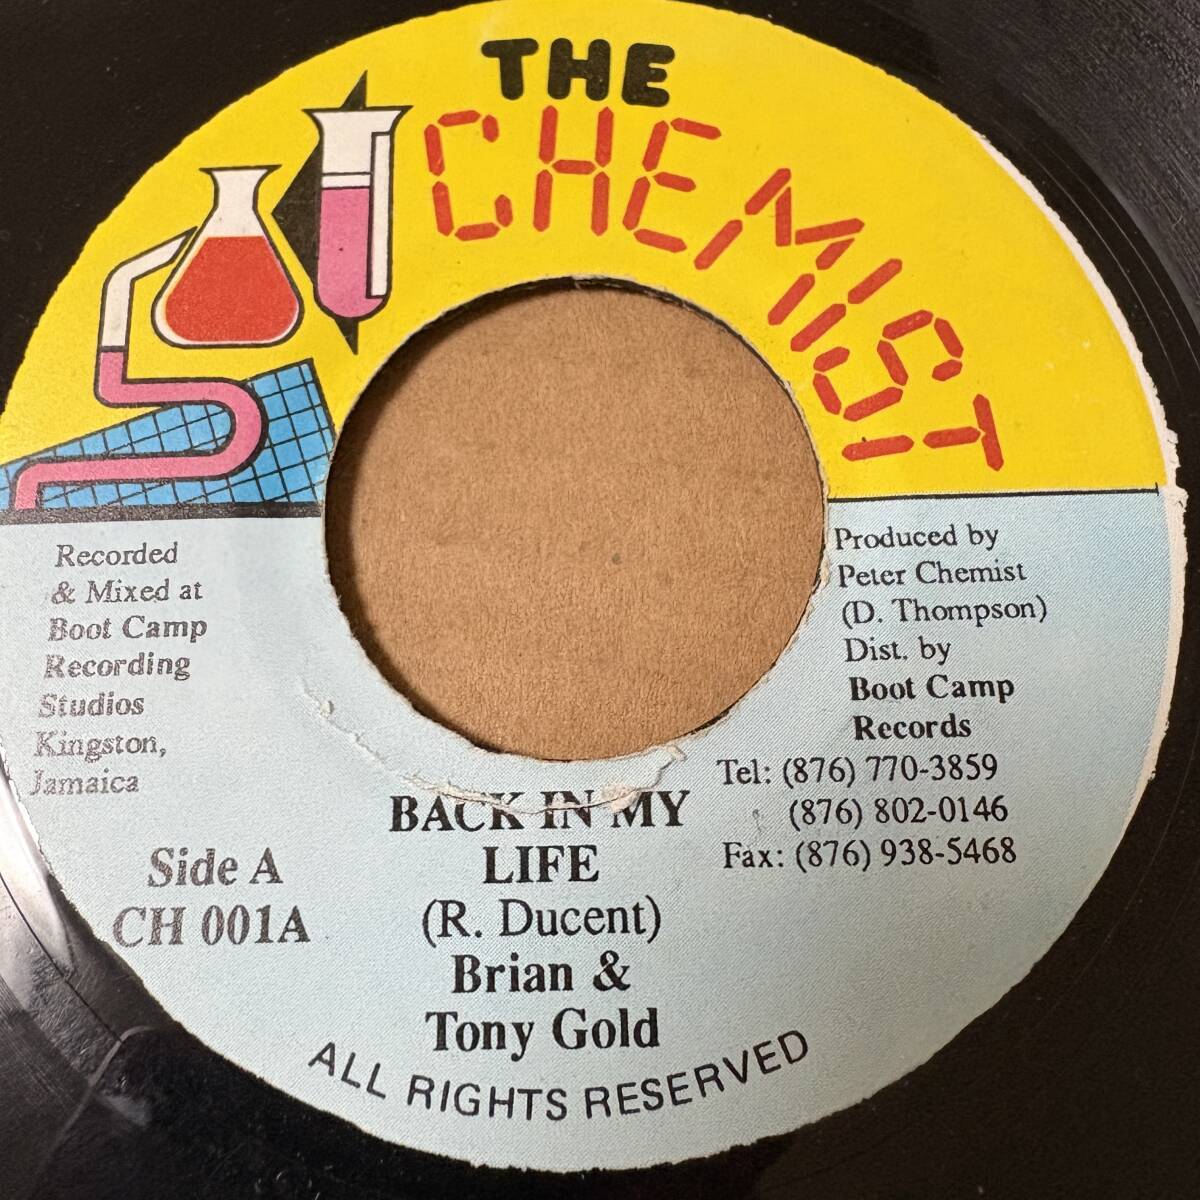 THE
CHEMIST
Recorded
& Mixed at
Boot Camp
Recording
Studios
Kingston,
Jamaica
Side A
CH 001A
Produced by
Peter Chemist
(D. Thompson)
Dist. by
Boot Camp
Records
Tel: (876) 770-3859
(876) 802-0146
Fax: (876) 938-5468
BACK IN MY
LIFE
(R. Ducent)
Brian &
Tony Gold
ALL RIGHTS RESERVED